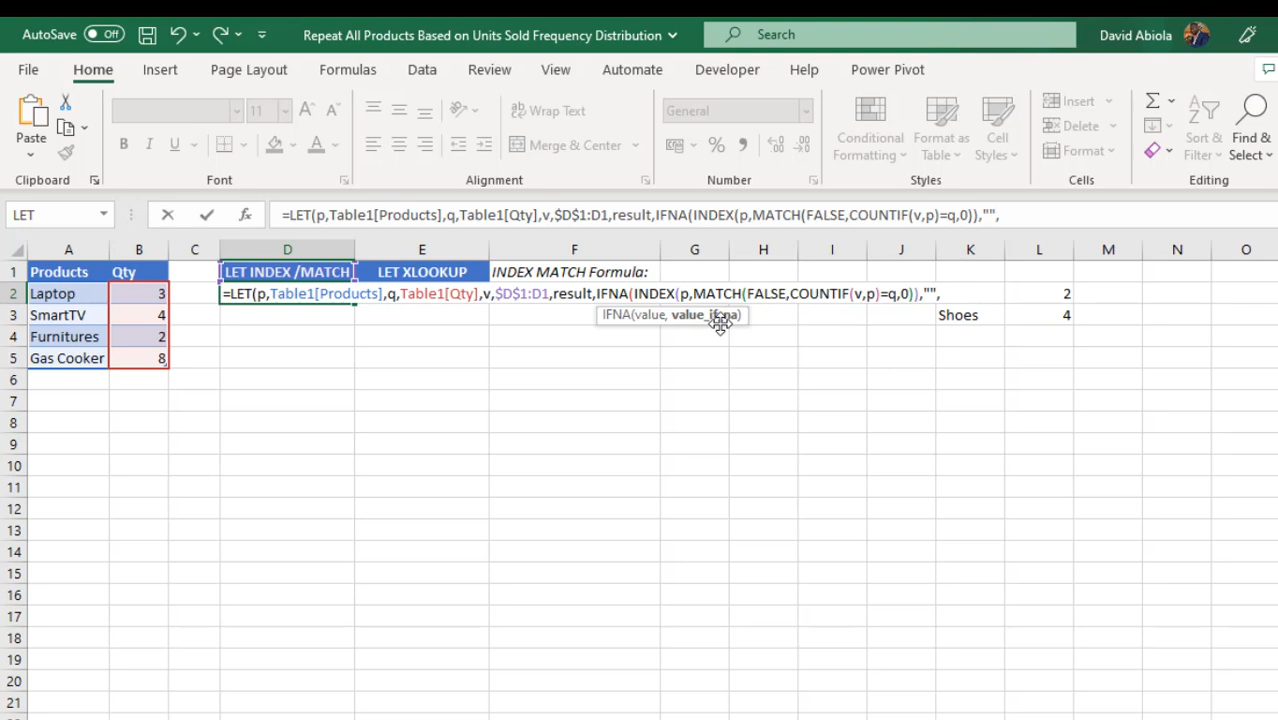 AutoSave Off Repeat All Products Based on Units Sold Frequency Distribution Search David Abiola
File Home Insert Page Layout Formulas Data Review View Automate Developer Help Power Pivot
Paste 11 A A Wrap Text General Conditional Formatting Format as Table Cell Styles Insert Delete Format Sort & Filter Find & Select
B I U A Merge & Center % 9
Clipboard Font Alignment Number Styles Cells Editing
LET fx =LET(p,Table1[Products],q,Table1[Qty],v,$D$1:D1,result,IFNA(INDEX(p,MATCH(FALSE,COUNTIF(v,p)=q,0)),"",
A B C D E F G H I J K L M N O
1 Products Qty LET INDEX /MATCH LET XLOOKUP INDEX MATCH Formula:
2 Laptop 3 =LET(p,Table1[Products],q,Table1[Qty],v,$D$1:D1,result,IFNA(INDEX(p,MATCH(FALSE,COUNTIF(v,p)=q,0)),"", 2
3 SmartTV 4 IFNA(value, value_if_na) Shoes 4
4 Furnitures 2
5 Gas Cooker 8
6
7
8
9
10
11
12
13
14
15
16
17
18
19
20
21